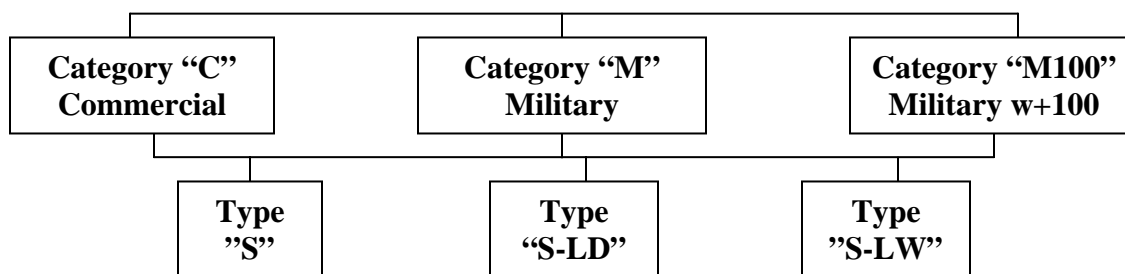 Category “C”
Commercial
Category “M”
Military
Category “M100”
Military w+100
Type
”S”
Type
“S-LD”
Type
”S-LW”